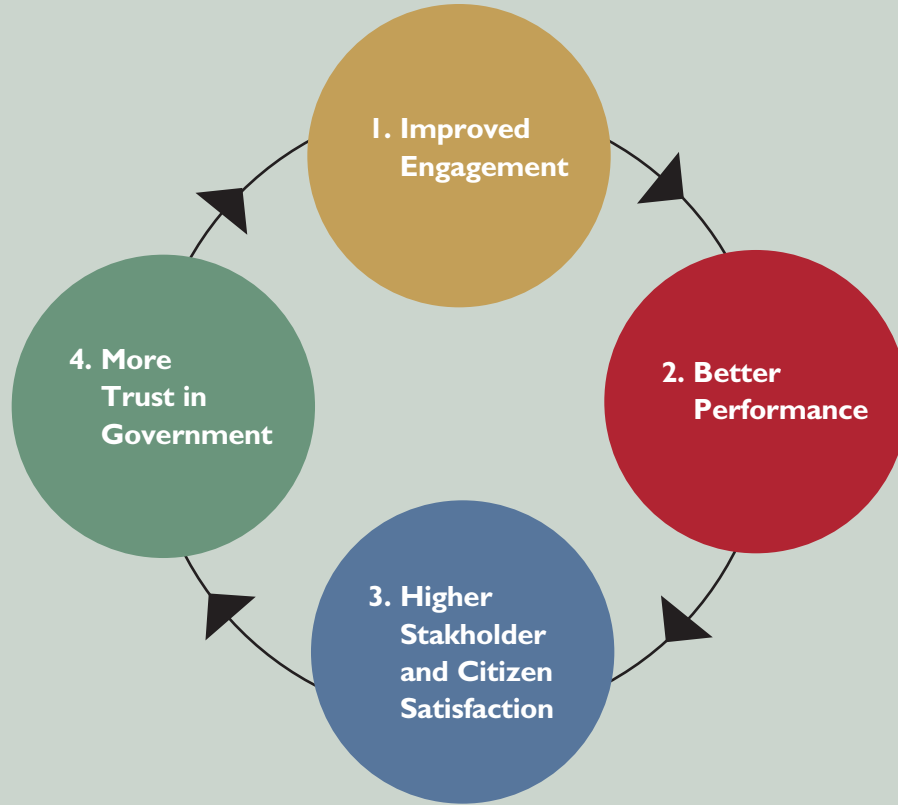 1. Improved
Engagement
2. Better
Performance
3. Higher
Stakholder
and Citizen
Satisfaction
4. More
Trust in
Government